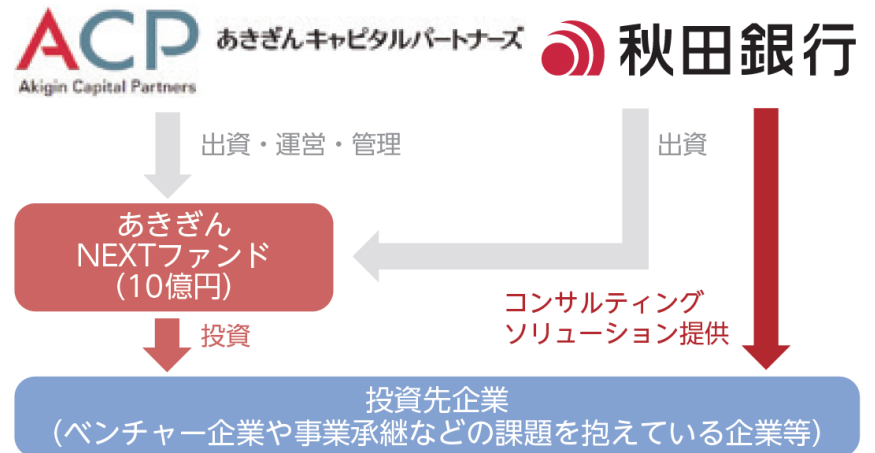 ACP
Akigin Capital Partners
あきぎんキャピタルパートナーズ
秋田銀行
出資・運営・管理
出資
あきぎん
NEXTファンド
(10億円)
コンサルティング
ソリューション提供
投資
投資先企業
(ベンチャー企業や事業承継などの課題を抱えている企業等)